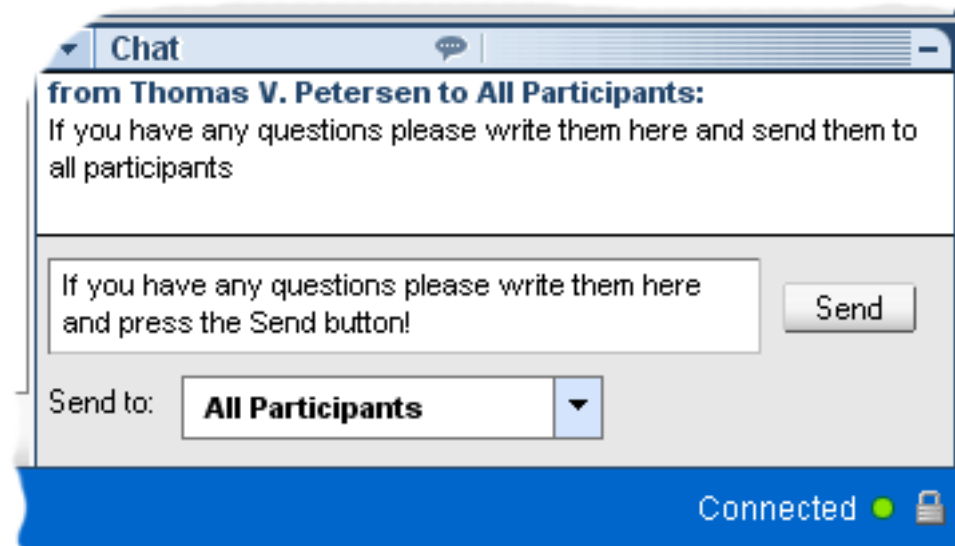 Chat
from Thomas V. Petersen to All Participants:
If you have any questions please write them here and send them to
all participants
If you have any questions please write them here
and press the Send button!
Send
Send to:
All Participants
Connected